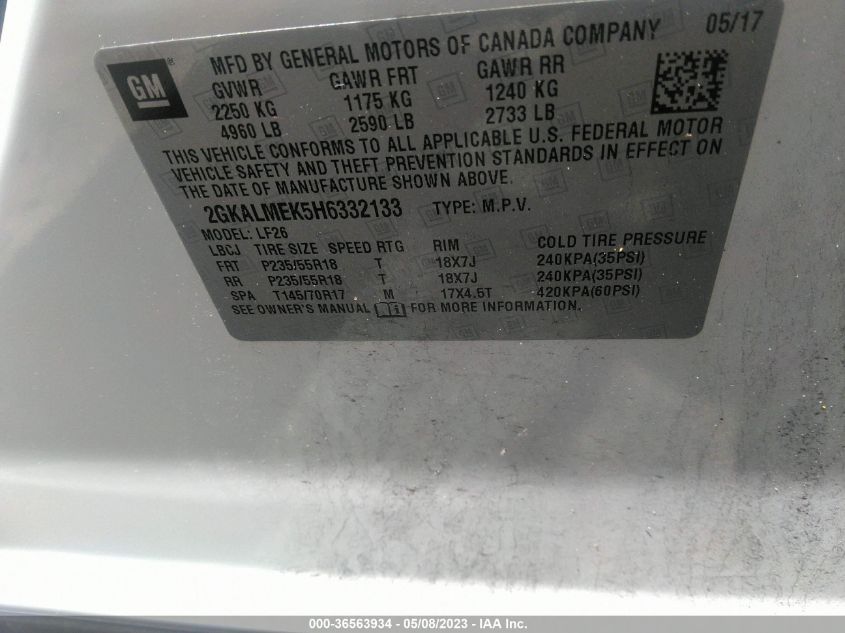 MFD BY GENERAL MOTORS OF CANADA COMPANY 05/17
GM
GVWR GAWR FRT GAWR RR
2250 KG 1175 KG 1240 KG
4960 LB 2590 LB 2733 LB
THIS VEHICLE CONFORMS TO ALL APPLICABLE U.S. FEDERAL MOTOR
VEHICLE SAFETY AND THEFT PREVENTION STANDARDS IN EFFECT ON
THE DATE OF MANUFACTURE SHOWN ABOVE.
2GKALMEK5H6332133 TYPE: M.P.V.
MODEL: LF26
LBCJ TIRE SIZE SPEED RTG RIM COLD TIRE PRESSURE
FRT P235/55R18 T 18X7J 240KPA(35PSI)
RR P235/55R18 T 18X7J 240KPA(35PSI)
SPA T145/70R17 M 17X4.5T 420KPA(60PSI)
SEE OWNER'S MANUAL FOR MORE INFORMATION.
000-36563934 - 05/08/2023 - IAA Inc.